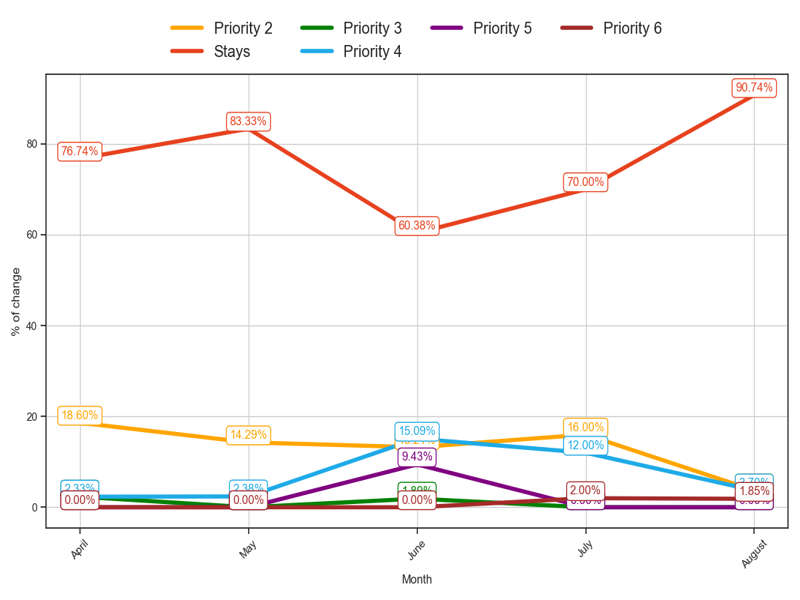 Priority 2 Priority 3 Priority 5 Priority 6
Stays Priority 4
90.74%
83.33%
80
76.74%
70.00%
60.38%
60
% of change
40
20
18.60%
16.00%
15.09%
14.29%
12.00%
9.43%
2.33%
2.38%
2.00%
1.85%
0.00%
0.00%
0.00%
0
April
May
June
July
August
Month